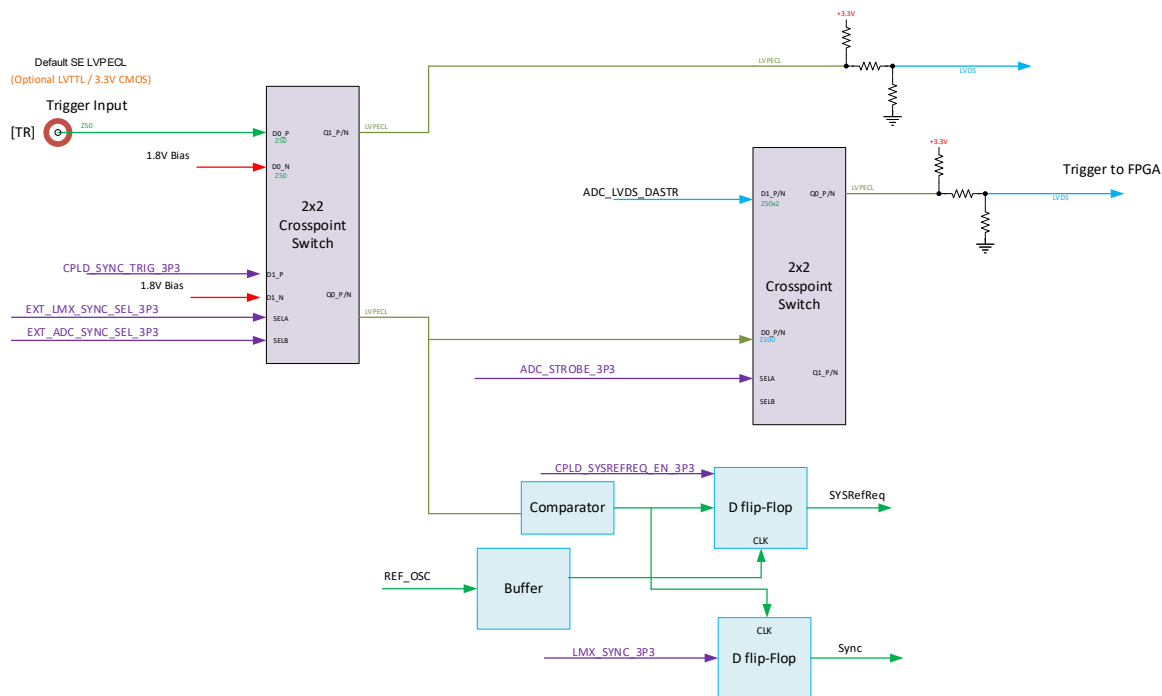 +3.3V
LVPECL
LVDS
Default SE LVPECL
(Optional LVTTL / 3.3V CMOS)
Trigger Input
[TR]
Z50
D0_P
Z50
Q1_P/N
LVPECL
1.8V Bias
D0_N
Z50
2x2
Crosspoint
Switch
CPLD_SYNC_TRIG_3P3
D1_P
1.8V Bias
D1_N
Q0_P/N
LVPECL
EXT_LMX_SYNC_SEL_3P3
SELA
EXT_ADC_SYNC_SEL_3P3
SELB
+3.3V
Trigger to FPGA
ADC_LVDS_DASTR
D1_P/N
Z50x2
Q0_P/N
LVPECL
LVDS
2x2
Crosspoint
Switch
D0_P/N
Z100
ADC_STROBE_3P3
SELA
Q1_P/N
SELB
CPLD_SYSREFREQ_EN_3P3
Comparator
D flip-Flop
SYSRefReq
CLK
REF_OSC
Buffer
CLK
LMX_SYNC_3P3
D flip-Flop
Sync